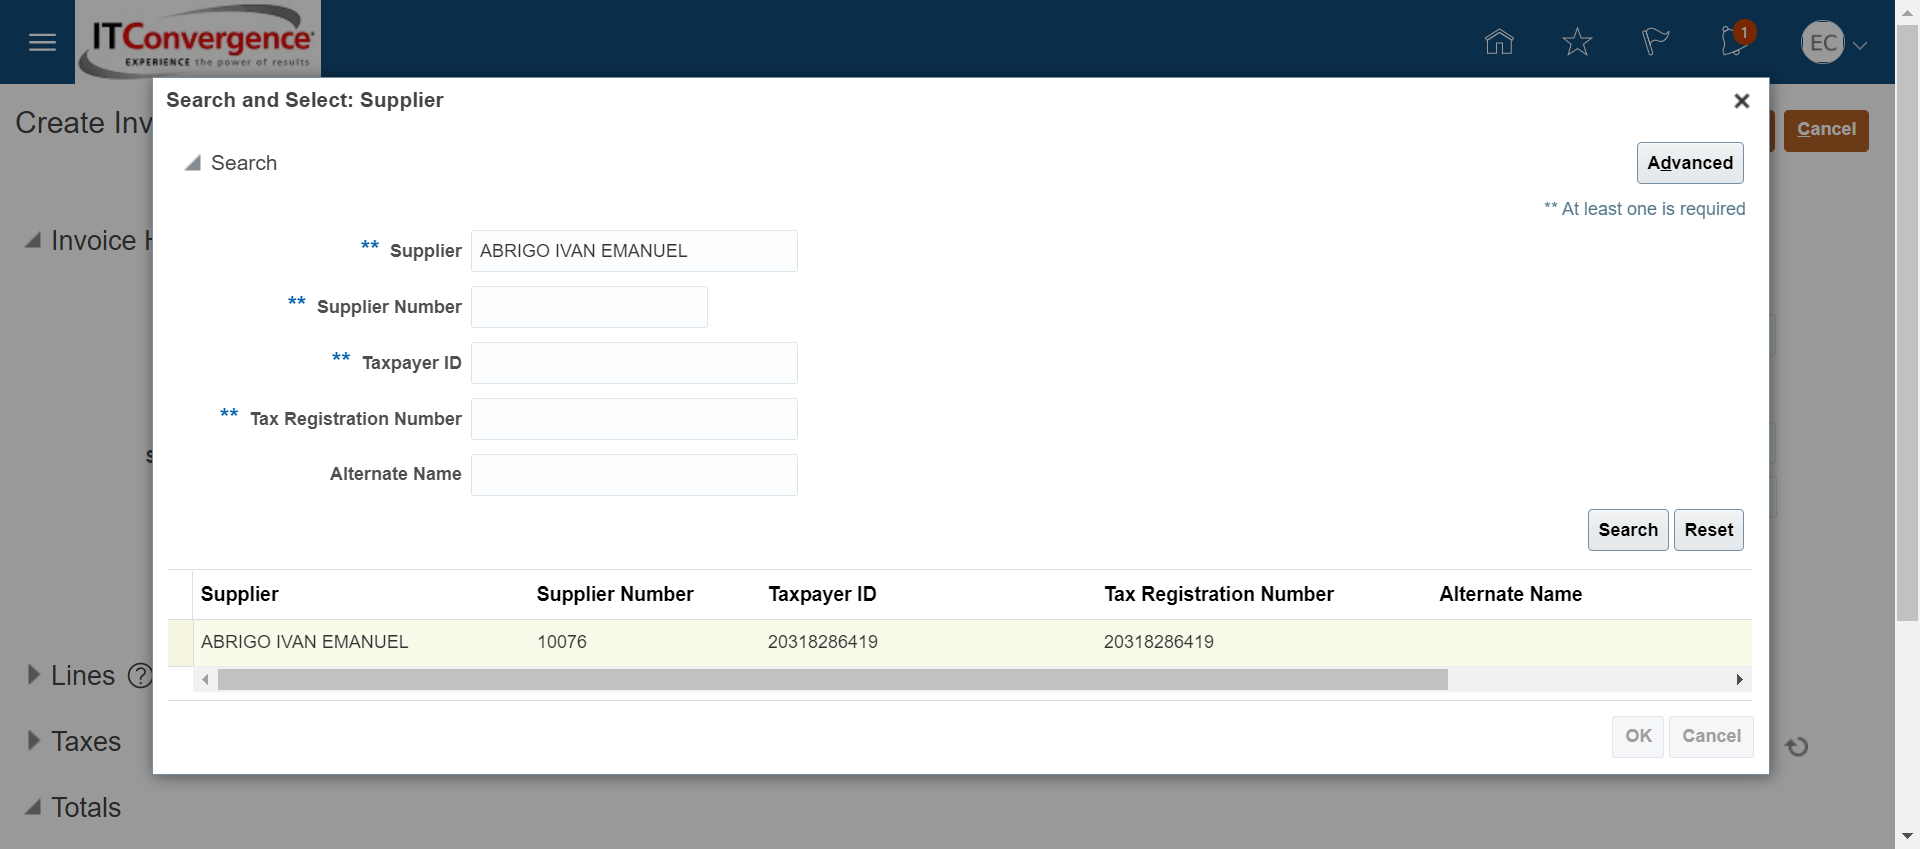 ITConvergence
EXPERIENCE the power of results
1
EC
Create Inv
Cancel
Search and Select: Supplier
Search
Advanced
** At least one is required
Invoice H
** Supplier ABRIGO IVAN EMANUEL
** Supplier Number
** Taxpayer ID
** Tax Registration Number
Alternate Name
Search Reset
Supplier Supplier Number Taxpayer ID Tax Registration Number Alternate Name
ABRIGO IVAN EMANUEL 10076 20318286419 20318286419
Lines ?
OK Cancel
Taxes
Totals